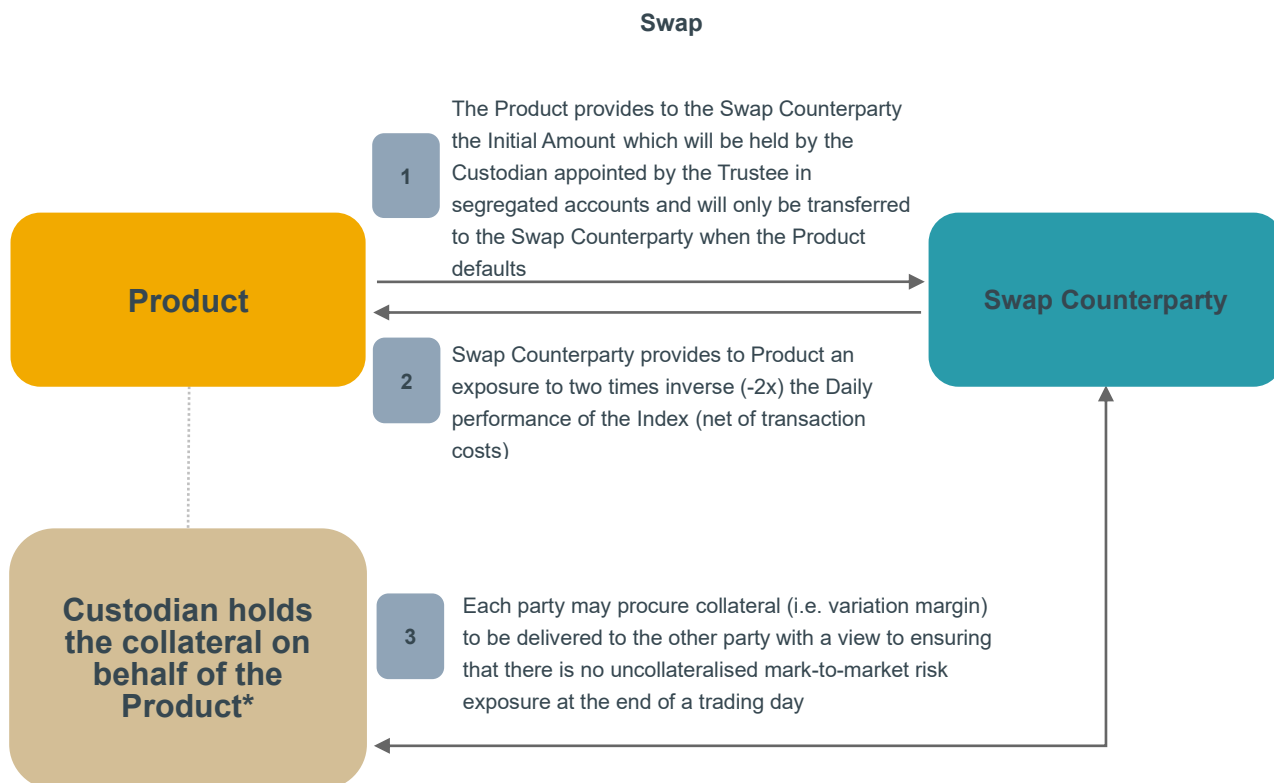 Swap
The Product provides to the Swap Counterparty
the Initial Amount which will be held by the
Custodian appointed by the Trustee in
segregated accounts and will only be transferred
to the Swap Counterparty when the Product
defaults
1
Product
Swap Counterparty
2
Swap Counterparty provides to Product an
exposure to two times inverse (-2x) the Daily
performance of the Index (net of transaction
costs)
Custodian holds
the collateral on
behalf of the
Product*
3
Each party may procure collateral (i.e. variation margin)
to be delivered to the other party with a view to ensuring
that there is no uncollateralised mark-to-market risk
exposure at the end of a trading day